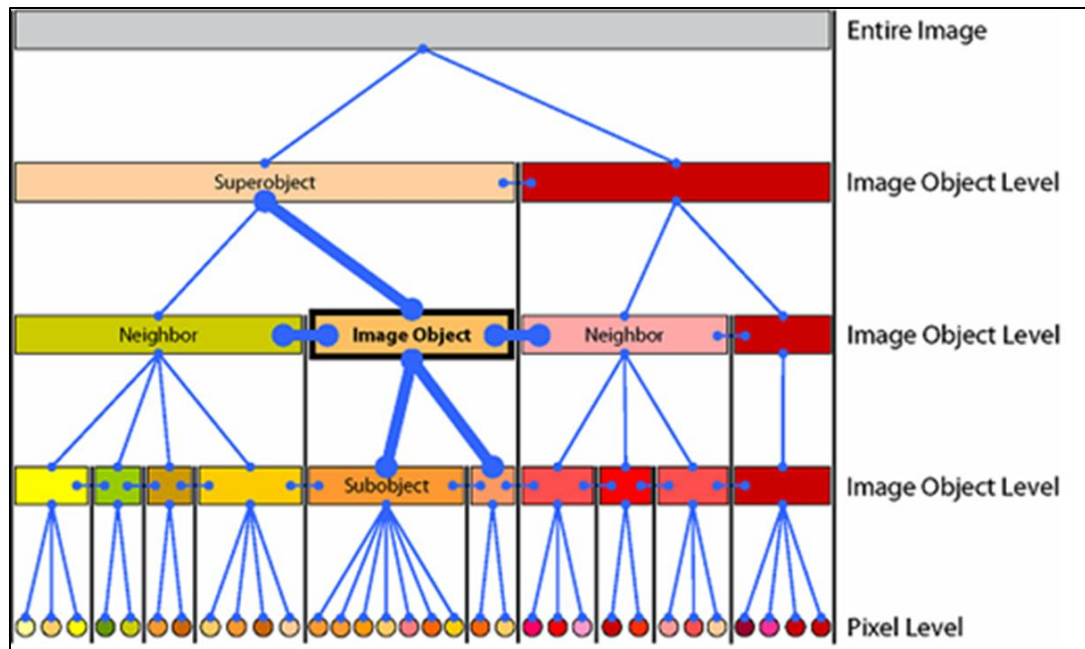 Entire Image
Superobject
Image Object Level
Neighbor
Image Object
Neighbor
Image Object Level
Subobject
Image Object Level
Pixel Level